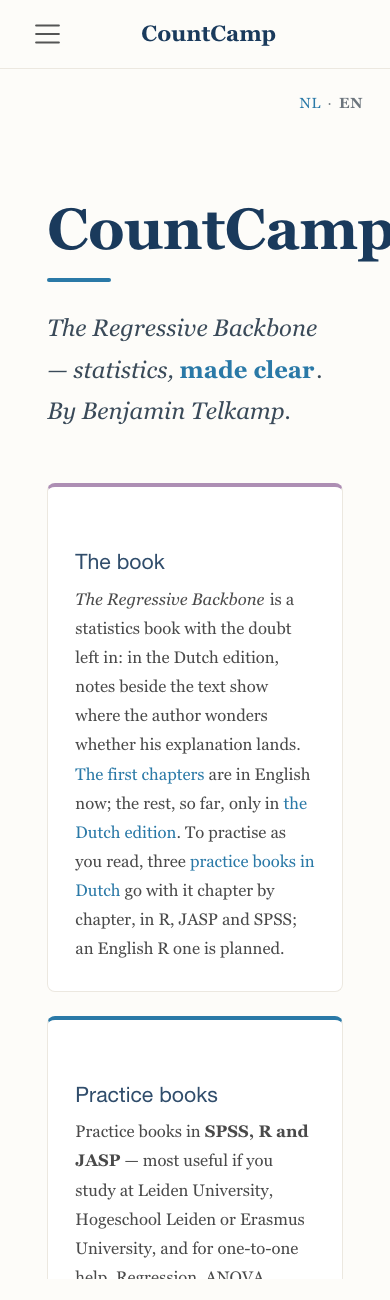 CountCamp
NL · EN
CountCamp
The Regressive Backbone
— statistics, made clear.
By Benjamin Telkamp.
The book
The Regressive Backbone is a
statistics book with the doubt
left in: in the Dutch edition,
notes beside the text show
where the author wonders
whether his explanation lands.
The first chapters are in English
now; the rest, so far, only in the
Dutch edition. To practise as
you read, three practice books in
Dutch go with it chapter by
chapter, in R, JASP and SPSS;
an English R one is planned.
Practice books
Practice books in SPSS, R and
JASP — most useful if you
study at Leiden University,
Hogeschool Leiden or Erasmus
University, and for one-to-one
help. Regression, ANOVA,